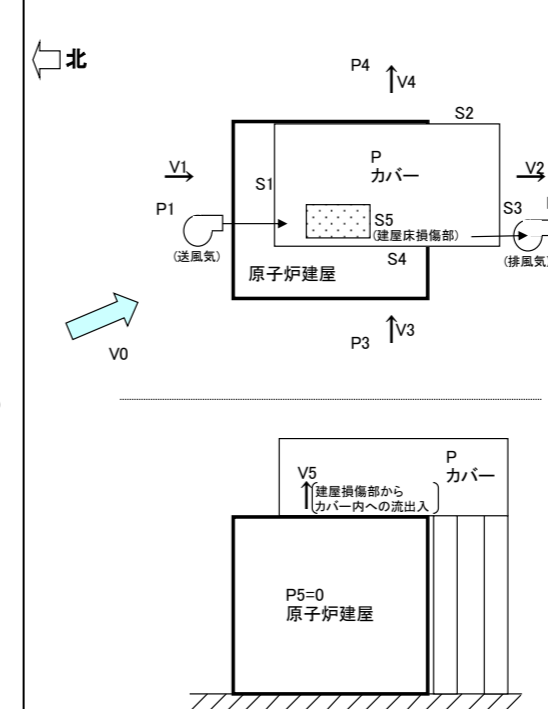 北
P4
V4
S2
P
カバー
V1
V2
S1
P1
S3
S5
(建屋床損傷部)
(送風気)
S4
(排風気)
原子炉建屋
V3
P3
V0
P
カバー
V5
建屋損傷部から
カバー内への流出入
P5=0
原子炉建屋